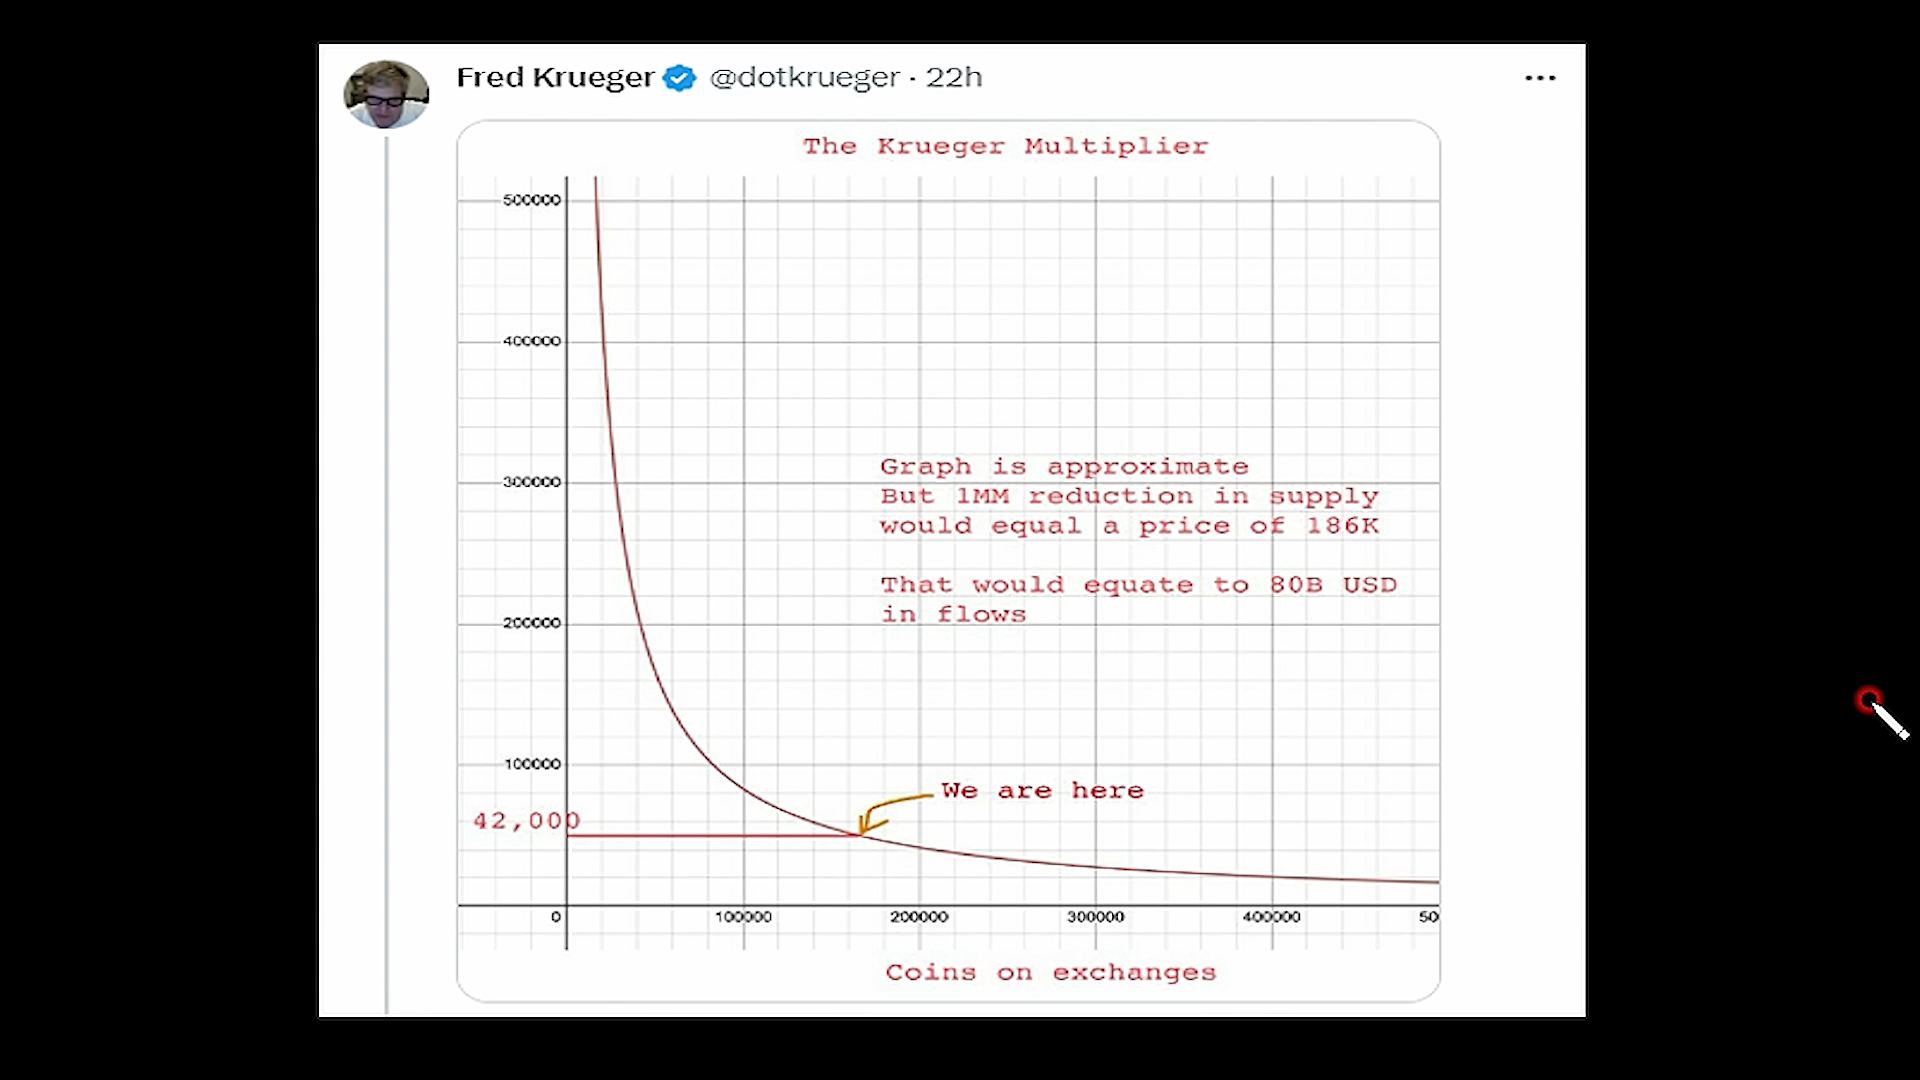 Fred Krueger @dotkrueger · 22h
The Krueger Multiplier
500000
400000
300000
Graph is approximate
But 1MM reduction in supply
would equal a price of 186K
That would equate to 80B USD
in flows
200000
100000
We are here
42,000
0 100000 200000 300000 400000 50
Coins on exchanges